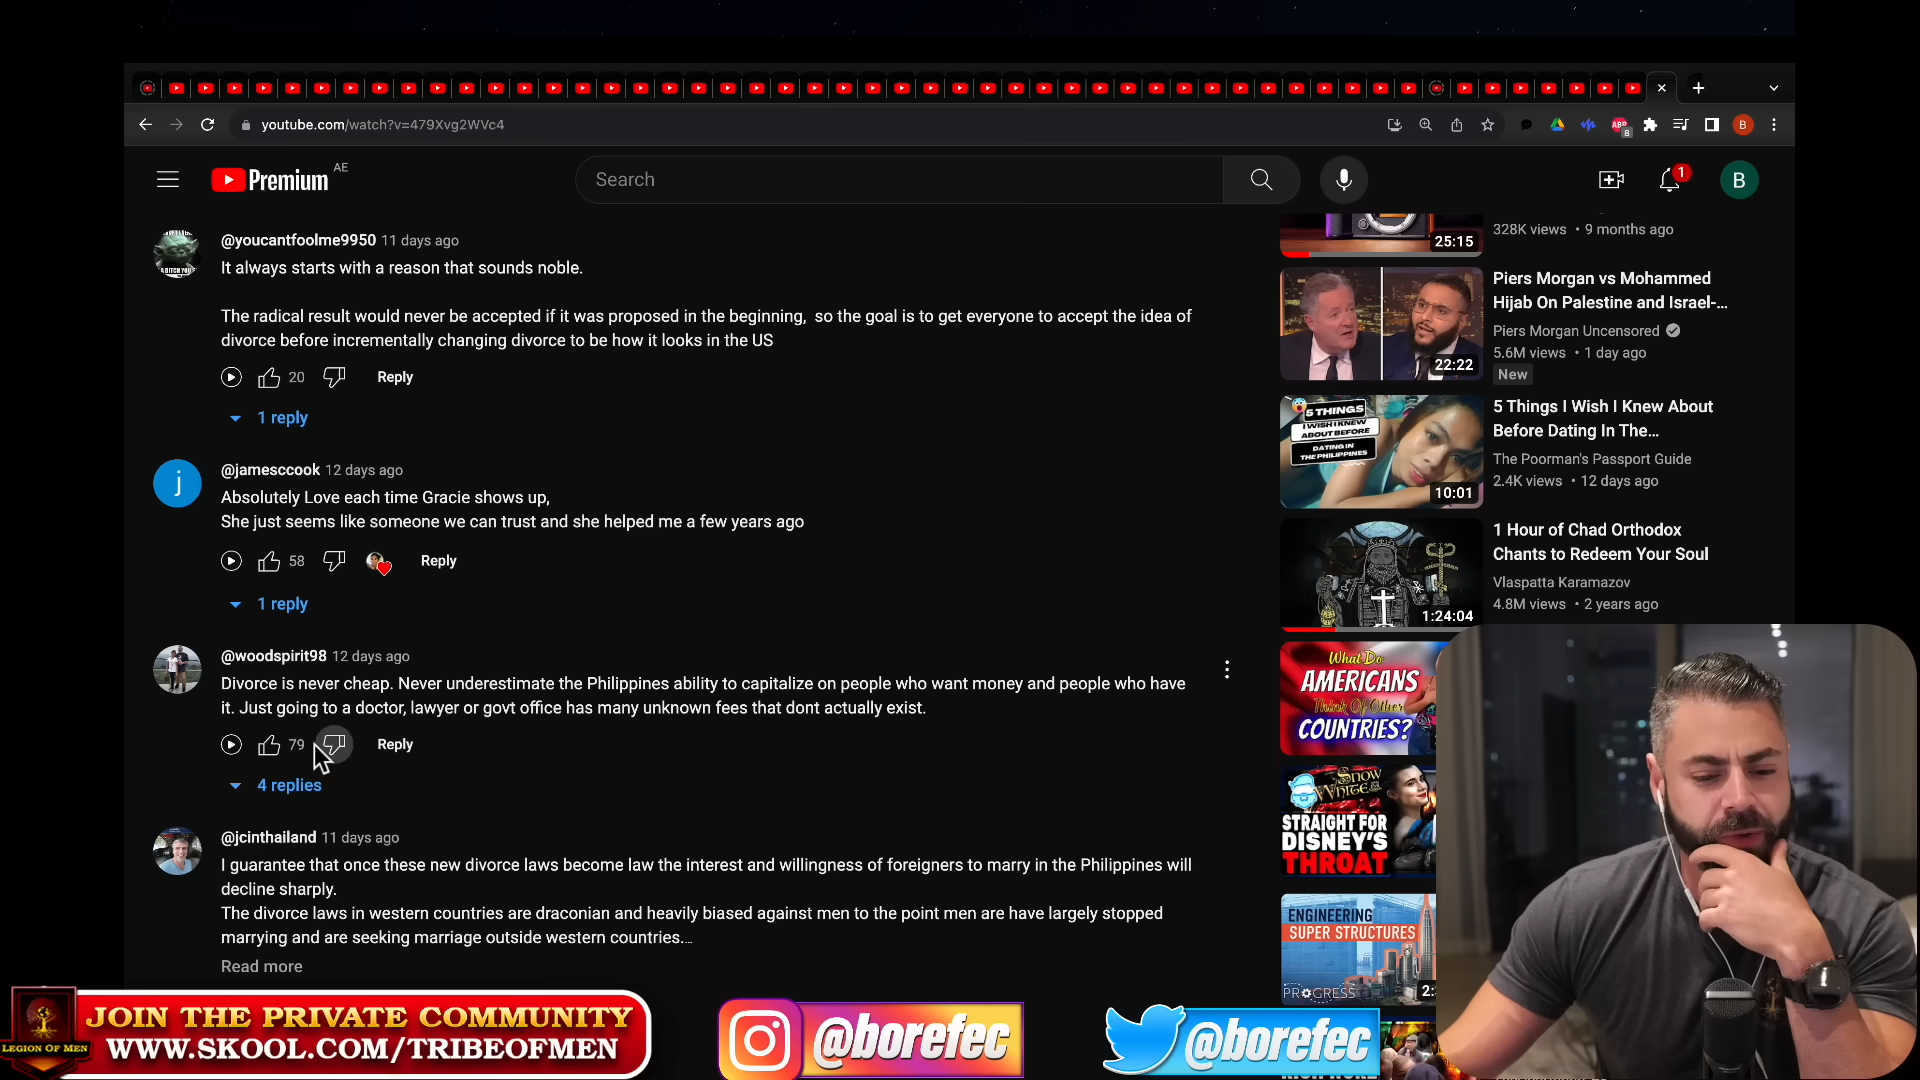 youtube.com/watch?v=479Xvg2WVc4
ABP
8
B
Premium
AE
Search
1
B
@youcantfoolme9950 11 days ago
It always starts with a reason that sounds noble.
The radical result would never be accepted if it was proposed in the beginning, so the goal is to get everyone to accept the idea of
divorce before incrementally changing divorce to be how it looks in the US
20
Reply
1 reply
j
@jamesccook 12 days ago
Absolutely Love each time Gracie shows up,
She just seems like someone we can trust and she helped me a few years ago
58
Reply
1 reply
@woodspirit98 12 days ago
Divorce is never cheap. Never underestimate the Philippines ability to capitalize on people who want money and people who have
it. Just going to a doctor, lawyer or govt office has many unknown fees that dont actually exist.
79
Reply
4 replies
@jcinthailand 11 days ago
I guarantee that once these new divorce laws become law the interest and willingness of foreigners to marry in the Philippines will
decline sharply.
The divorce laws in western countries are draconian and heavily biased against men to the point men are have largely stopped
marrying and are seeking marriage outside western countries.…
Read more
25:15
328K views • 9 months ago
22:22
Piers Morgan vs Mohammed
Hijab On Palestine and Israel-...
Piers Morgan Uncensored
5.6M views • 1 day ago
New
5 THINGS
I WISH I KNEW
ABOUT BEFORE
DATING IN
THE PHILIPPINES
10:01
5 Things I Wish I Knew About
Before Dating In The...
The Poorman's Passport Guide
2.4K views • 12 days ago
1:24:04
1 Hour of Chad Orthodox
Chants to Redeem Your Soul
Vlaspatta Karamazov
4.8M views • 2 years ago
What Do
AMERICANS
Think Of Other
COUNTRIES?
SNOW
WHITE
STRAIGHT FOR
DISNEY'S
THROAT
ENGINEERING
SUPER STRUCTURES
PROGRESS
2:
LEGION OF MEN
JOIN THE PRIVATE COMMUNITY
WWW.SKOOL.COM/TRIBEOFMEN
@borefec
@borefec